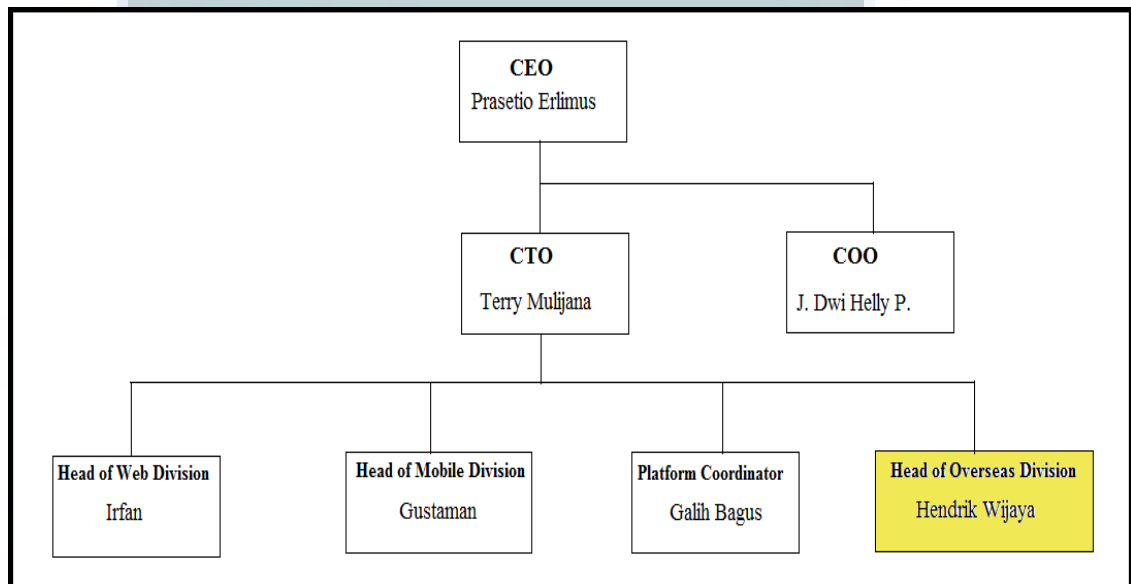 CEO
Prasetio Erlimus
CTO
Terry Mulijana
COO
J. Dwi Helly P.
Head of Web Division
Irfan
Head of Mobile Division
Gustaman
Platform Coordinator
Galih Bagus
Head of Overseas Division
Hendrik Wijaya